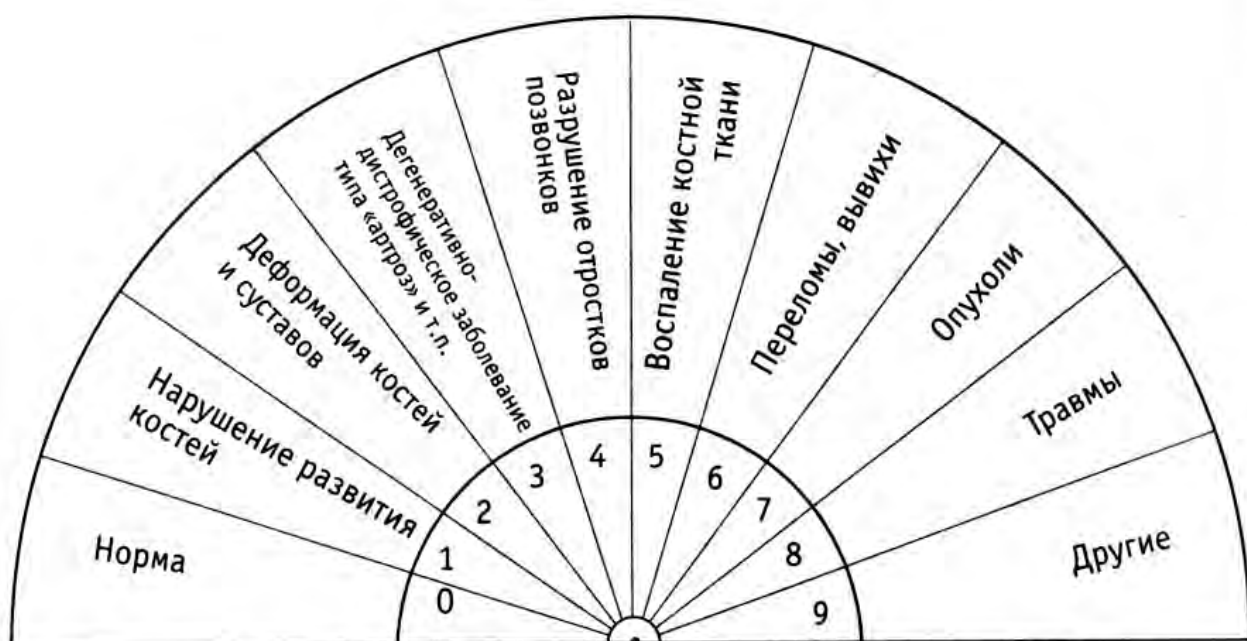 Норма
Нарушение развития
костей
Деформация костей
и суставов
Дегенеративно-
дистрофическое заболевание
типа «артроз» и т.п.
Разрушение отростков
позвонков
Воспаление костной
ткани
Переломы, вывихи
Опухоли
Травмы
Другие
0
1
2
3
4
5
6
7
8
9